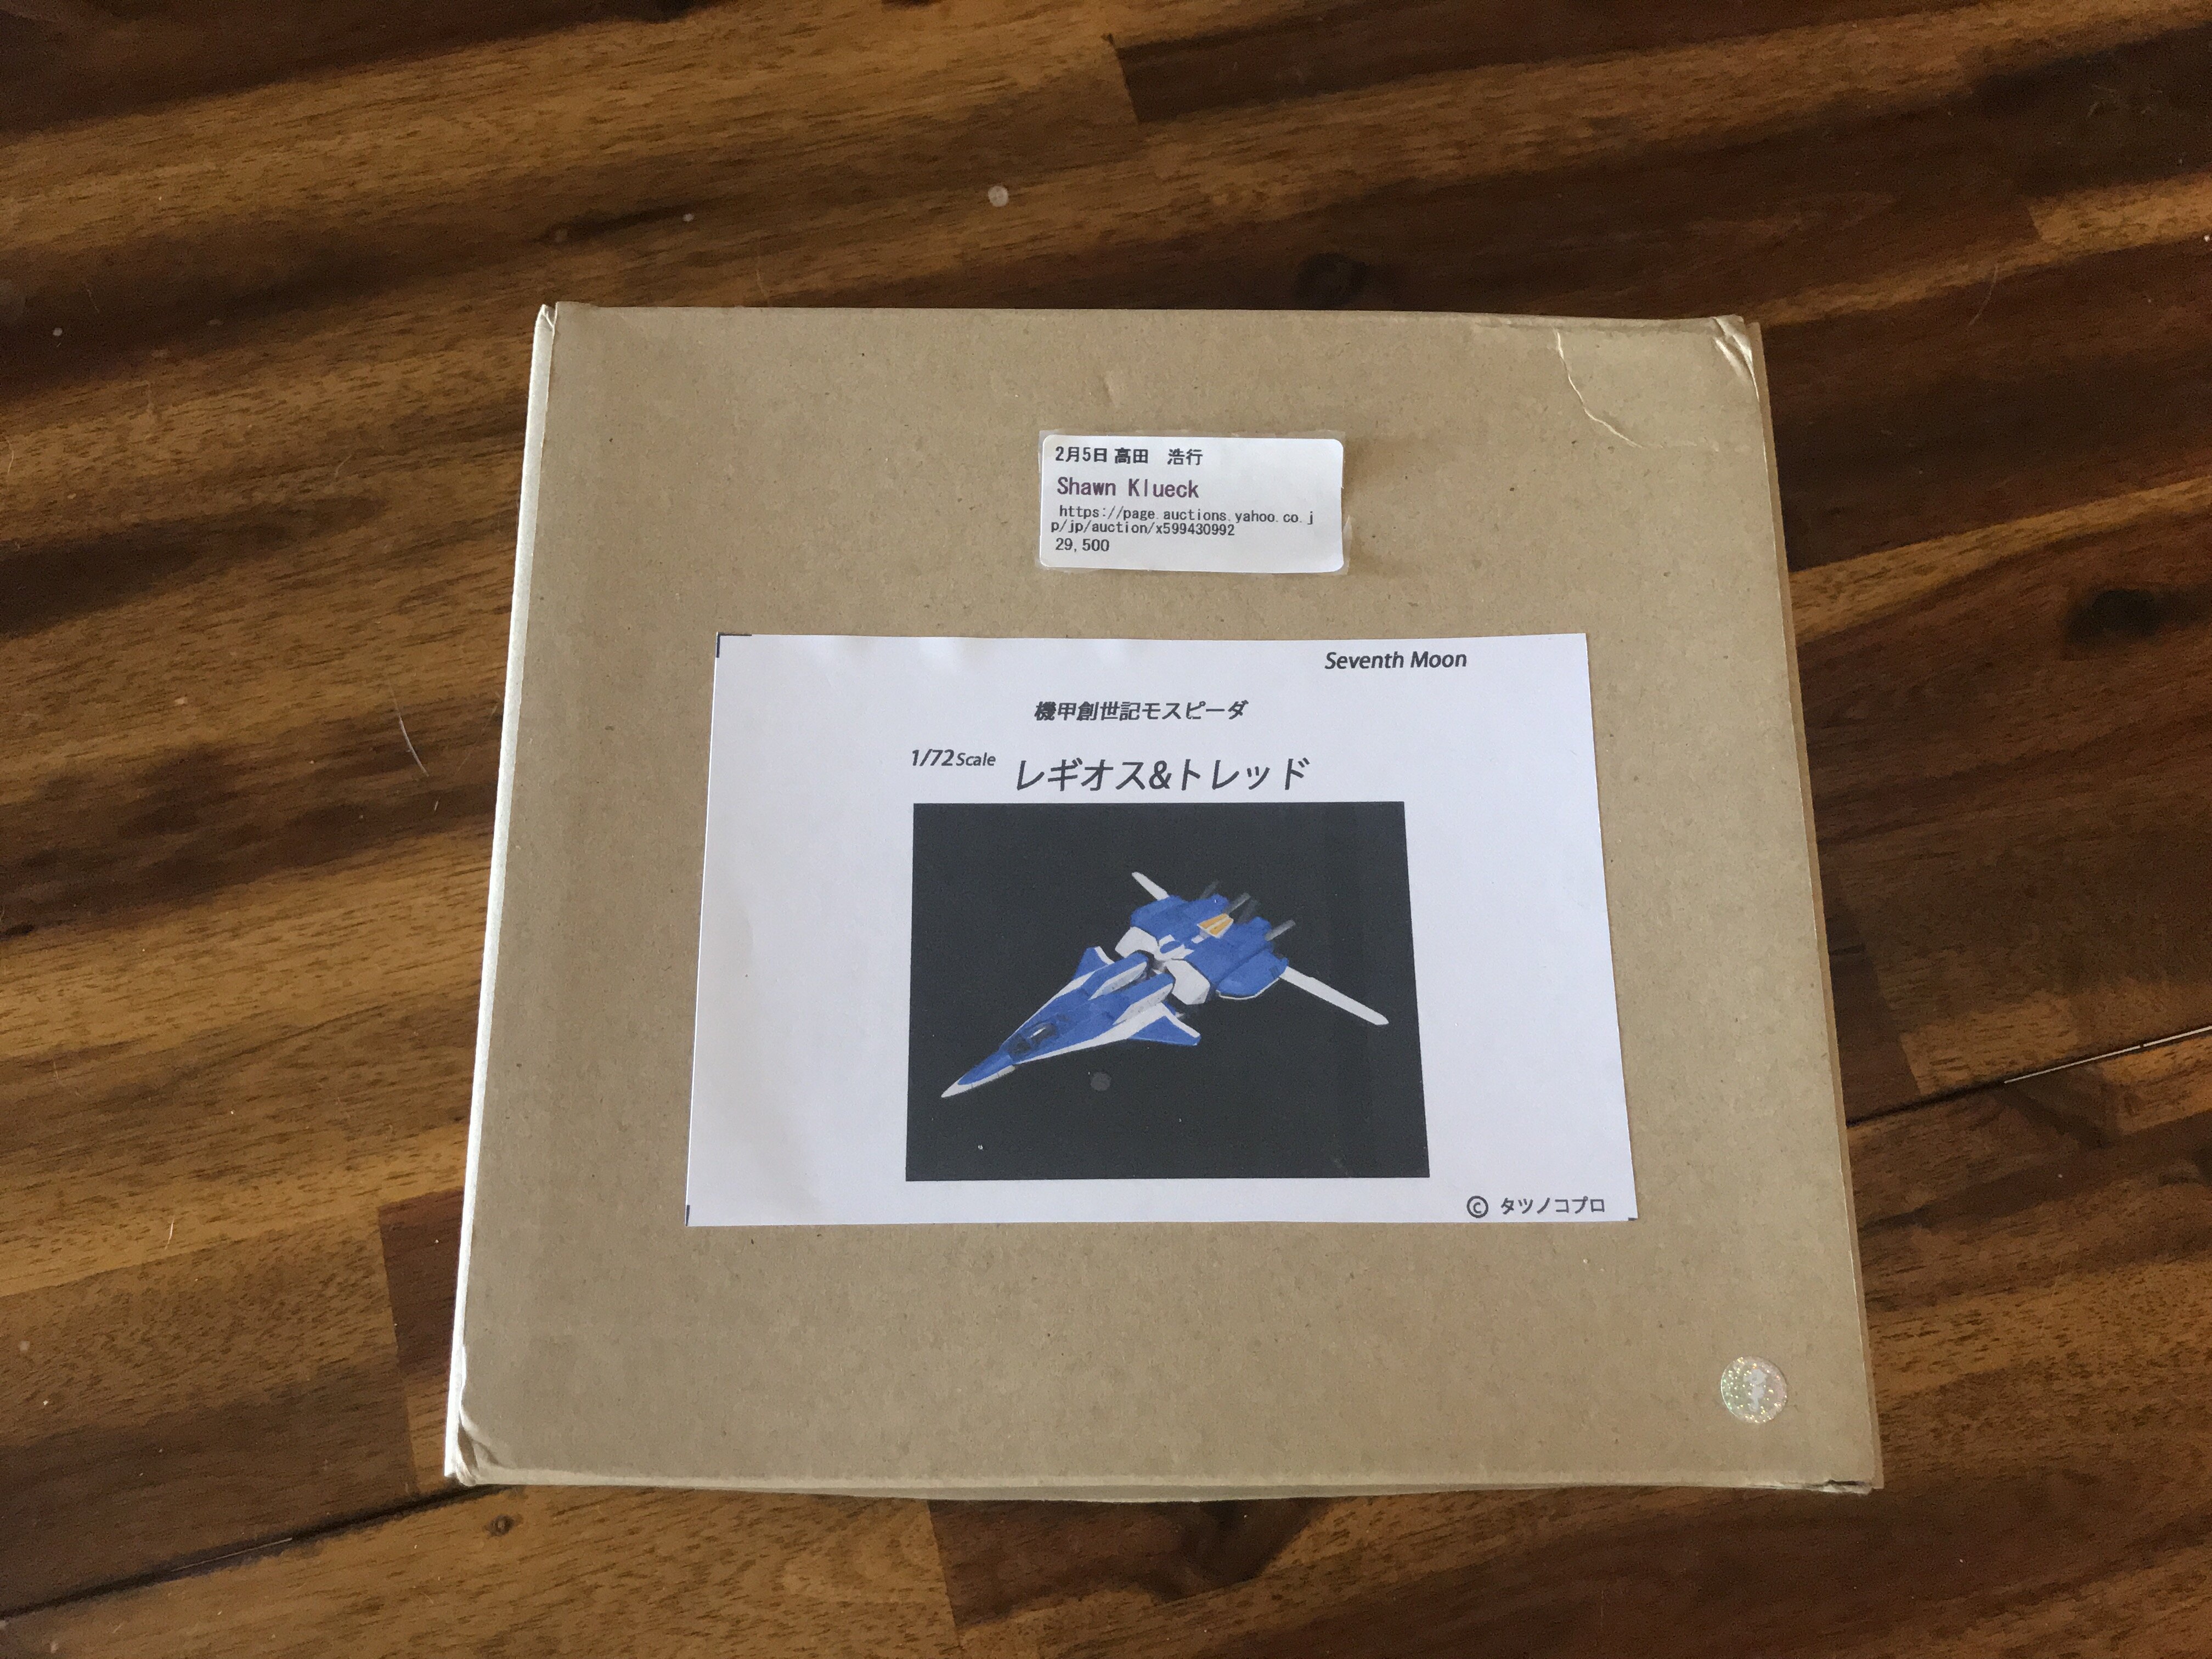 2月5日 高田　浩行
Shawn Klueck
https://page.auctions.yahoo.co.j
p/jp/auction/x599430992
29,500
Seventh Moon
機甲創世記モスピーダ
1/72 Scale レギオス&トレッド
© タツノコプロ